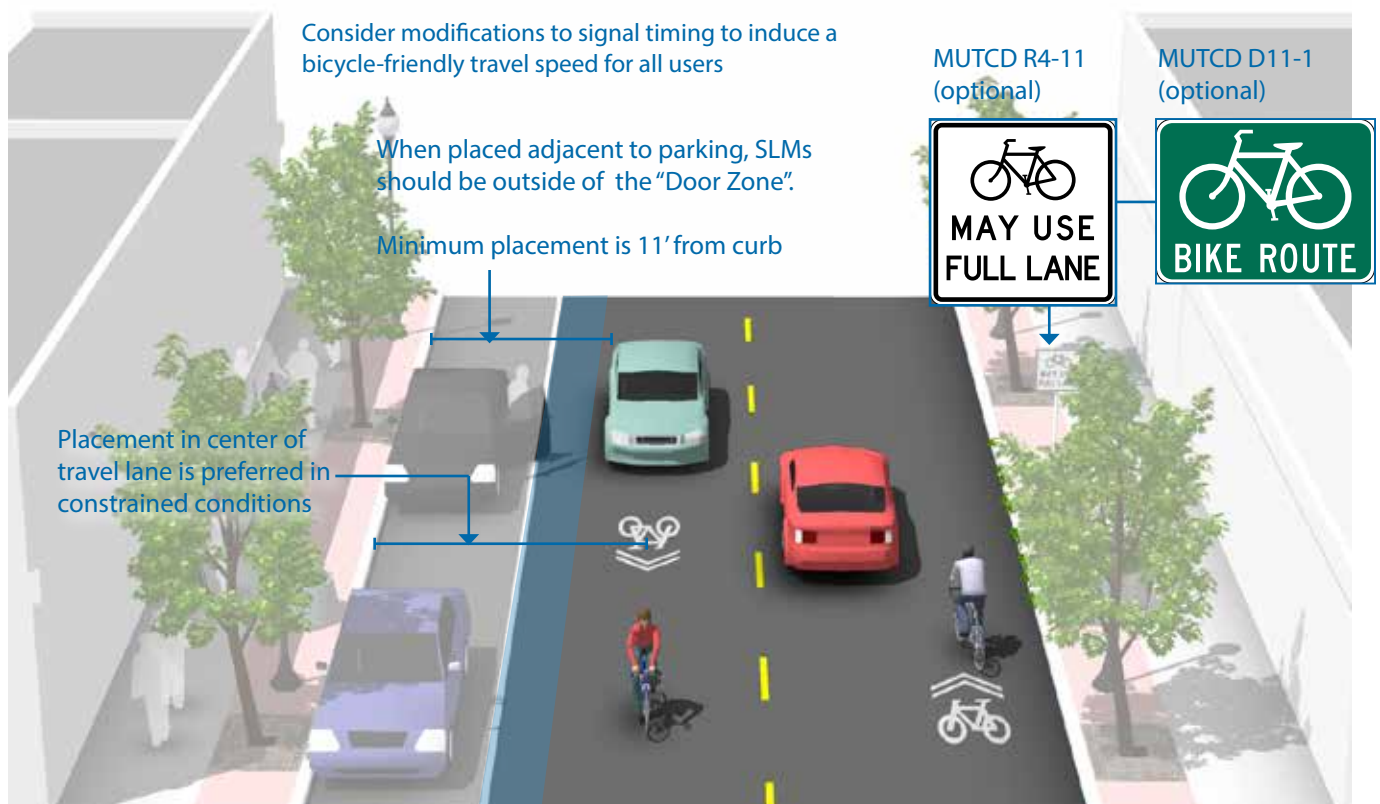 Consider modifications to signal timing to induce a
bicycle-friendly travel speed for all users
MUTCD R4-11
(optional)
MUTCD D11-1
(optional)
When placed adjacent to parking, SLMs
should be outside of the “Door Zone”.
Minimum placement is 11’ from curb
MAY USE
FULL LANE
BIKE ROUTE
Placement in center of
travel lane is preferred in
constrained conditions